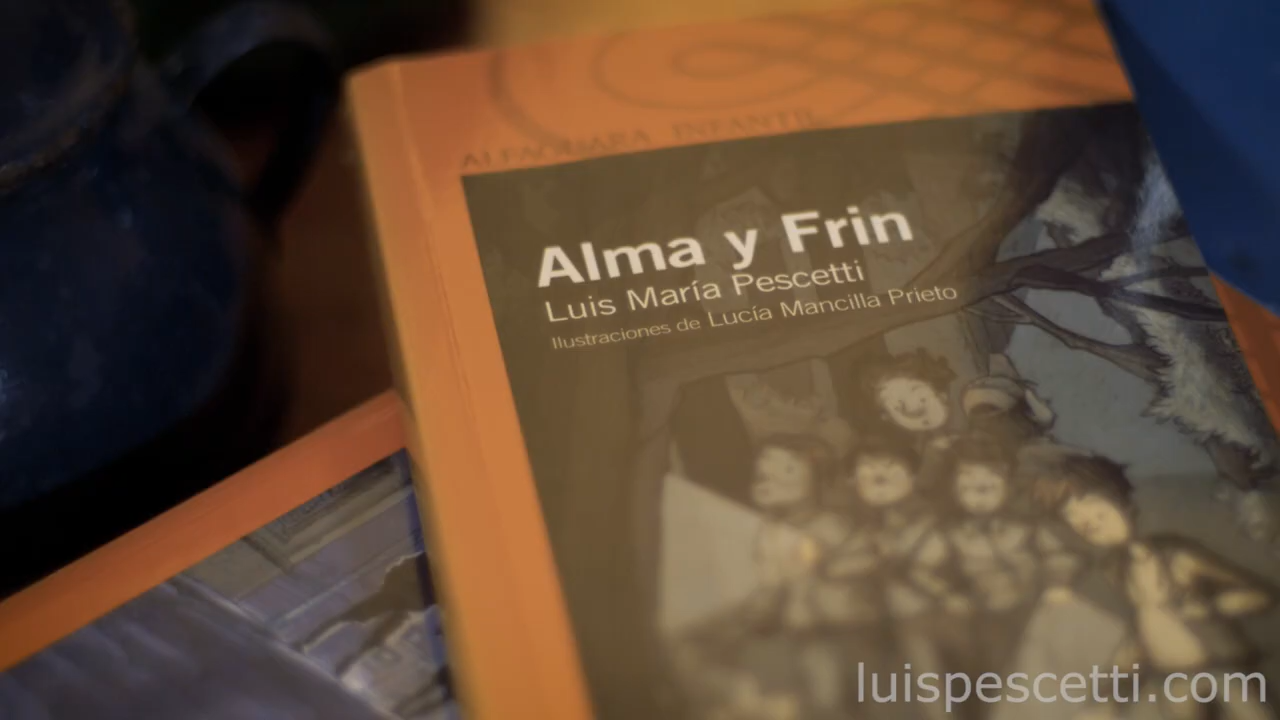 ALFAGUARA INFANTIL
Alma y Frin
Luis María Pescetti
Ilustraciones de Lucía Mancilla Prieto
luispescetti.com